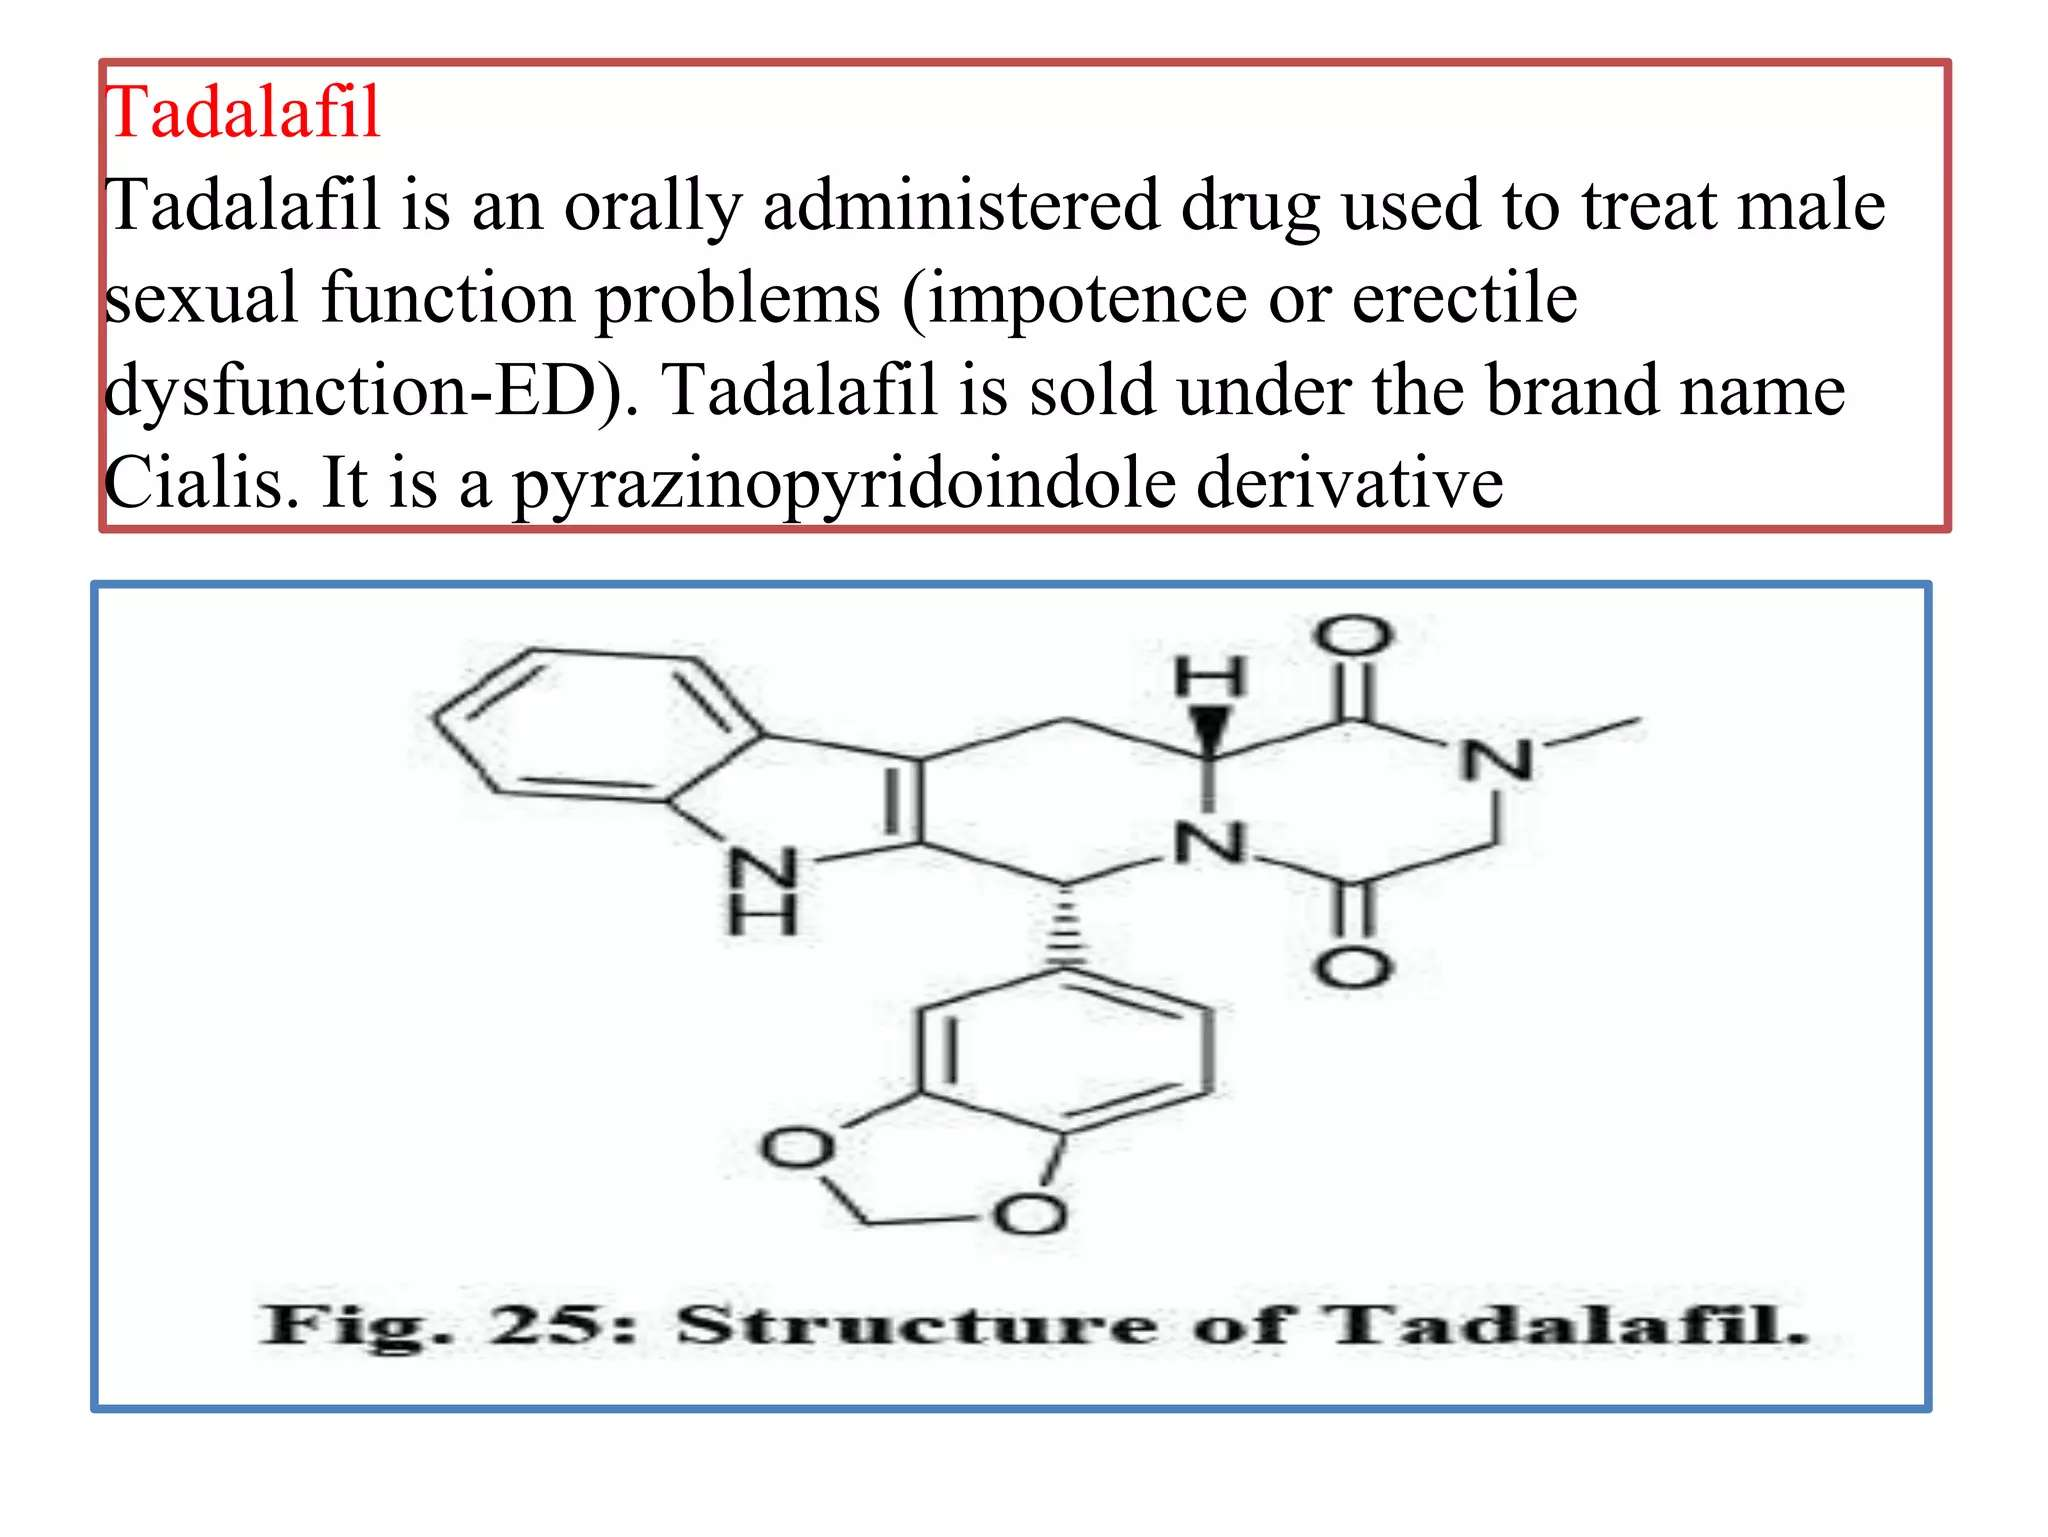 Tadalafil
Tadalafil is an orally administered drug used to treat male
sexual function problems (impotence or erectile
dysfunction-ED). Tadalafil is sold under the brand name
Cialis. It is a pyrazinopyridoindole derivative
O
H
N
N
N
H
O
O
O
Fig. 25: Structure of Tadalafil.